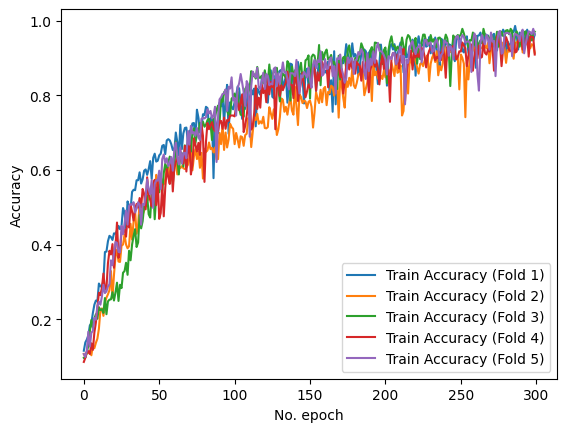 1.0
0.8
0.6
0.4
0.2
Accuracy
0
50
100
150
200
250
300
No. epoch
Train Accuracy (Fold 1)
Train Accuracy (Fold 2)
Train Accuracy (Fold 3)
Train Accuracy (Fold 4)
Train Accuracy (Fold 5)